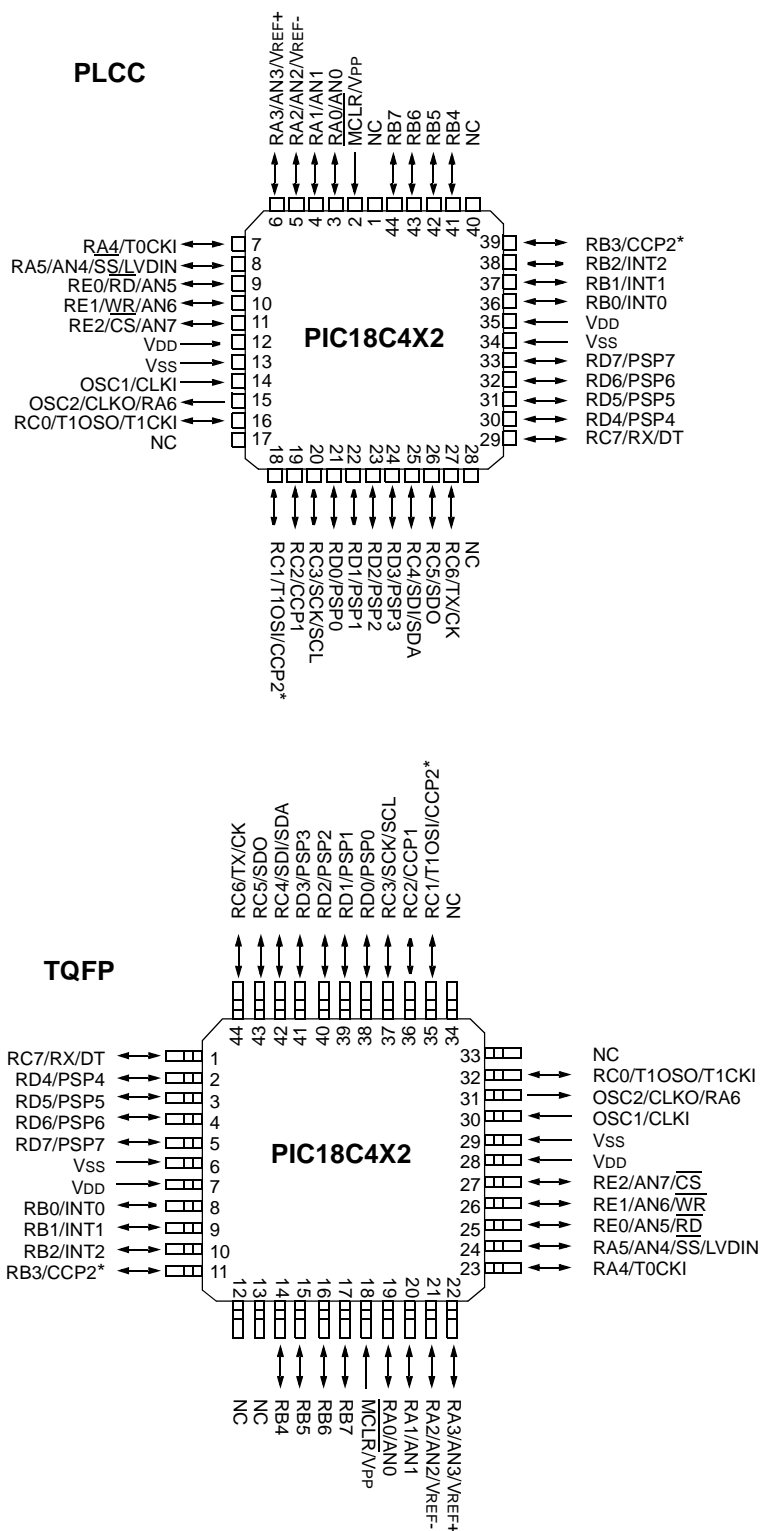 PLCC
RA3/AN3/VREF+
RA2/AN2/VREF-
RA1/AN1
RA0/AN0
MCLR/VPP
NC
RB7
RB6
RB5
RB4
NC
6
5
4
3
2
1
44
43
42
41
40
RA4/T0CKI 7
RA5/AN4/SS/LVDIN 8
RE0/RD/AN5 9
RE1/WR/AN6 10
RE2/CS/AN7 11
VDD 12
VSS 13
OSC1/CLKI 14
OSC2/CLKO/RA6 15
RC0/T1OSO/T1CKI 16
NC 17
PIC18C4X2
39 RB3/CCP2*
38 RB2/INT2
37 RB1/INT1
36 RB0/INT0
35 VDD
34 VSS
33 RD7/PSP7
32 RD6/PSP6
31 RD5/PSP5
30 RD4/PSP4
29 RC7/RX/DT
18
19
20
21
22
23
24
25
26
27
28
RC1/T1OSI/CCP2*
RC2/CCP1
RC3/SCK/SCL
RD0/PSP0
RD1/PSP1
RD2/PSP2
RD3/PSP3
RC4/SDI/SDA
RC5/SDO
RC6/TX/CK
NC
TQFP
RC6/TX/CK
RC5/SDO
RC4/SDI/SDA
RD3/PSP3
RD2/PSP2
RD1/PSP1
RD0/PSP0
RC3/SCK/SCL
RC2/CCP1
RC1/T1OSI/CCP2*
NC
44
43
42
41
40
39
38
37
36
35
34
RC7/RX/DT 1
RD4/PSP4 2
RD5/PSP5 3
RD6/PSP6 4
RD7/PSP7 5
VSS 6
VDD 7
RB0/INT0 8
RB1/INT1 9
RB2/INT2 10
RB3/CCP2* 11
PIC18C4X2
33 NC
32 RC0/T1OSO/T1CKI
31 OSC2/CLKO/RA6
30 OSC1/CLKI
29 VSS
28 VDD
27 RE2/AN7/CS
26 RE1/AN6/WR
25 RE0/AN5/RD
24 RA5/AN4/SS/LVDIN
23 RA4/T0CKI
12
13
14
15
16
17
18
19
20
21
22
NC
NC
RB4
RB5
RB6
RB7
MCLR/VPP
RA0/AN0
RA1/AN1
RA2/AN2/VREF-
RA3/AN3/VREF+